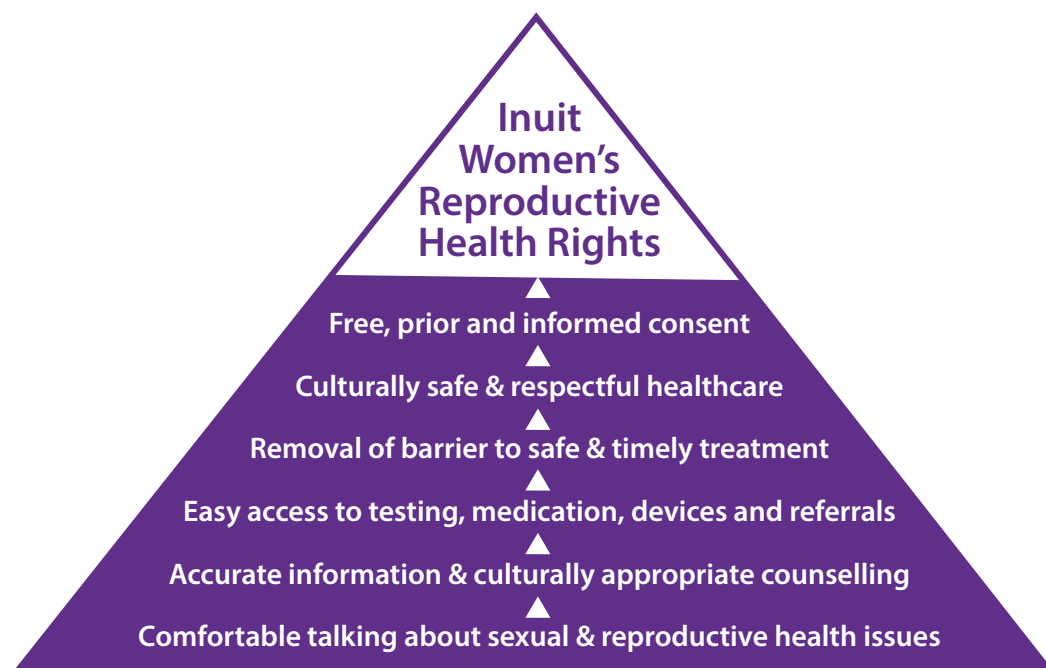 Inuit
Women’s
Reproductive
Health Rights
Free, prior and informed consent
Culturally safe & respectful healthcare
Removal of barrier to safe & timely treatment
Easy access to testing, medication, devices and referrals
Accurate information & culturally appropriate counselling
Comfortable talking about sexual & reproductive health issues